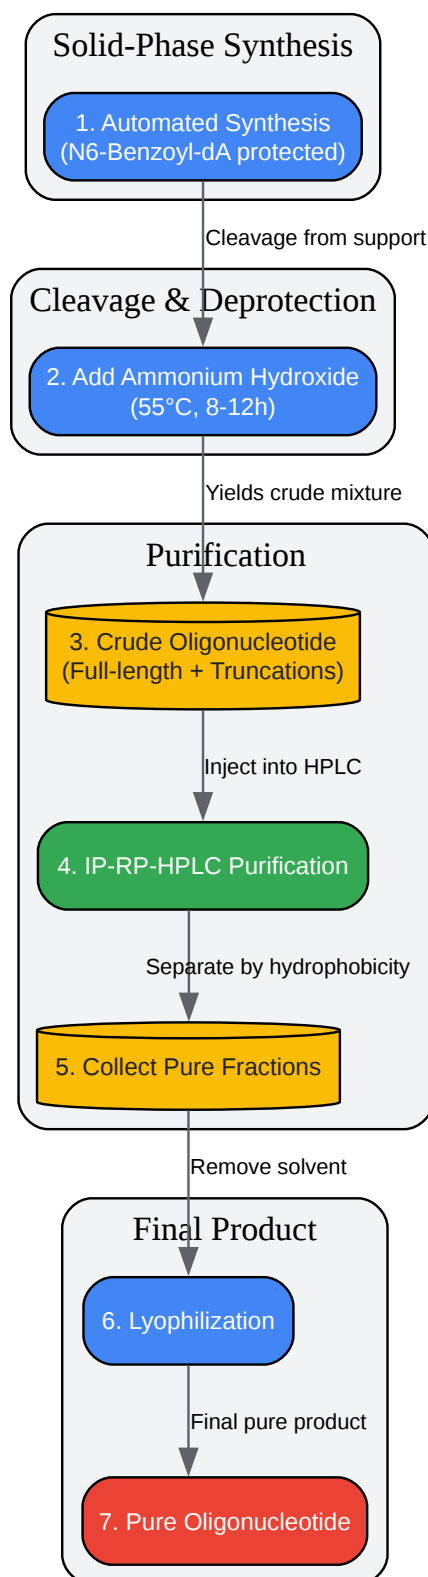 Solid-Phase Synthesis
1. Automated Synthesis
(N6-Benzoyl-dA protected)
Cleavage from support
Cleavage & Deprotection
2. Add Ammonium Hydroxide
(55°C, 8-12h)
Yields crude mixture
Purification
3. Crude Oligonucleotide
(Full-length + Truncations)
Inject into HPLC
4. IP-RP-HPLC Purification
Separate by hydrophobicity
5. Collect Pure Fractions
Remove solvent
Final Product
6. Lyophilization
Final pure product
7. Pure Oligonucleotide